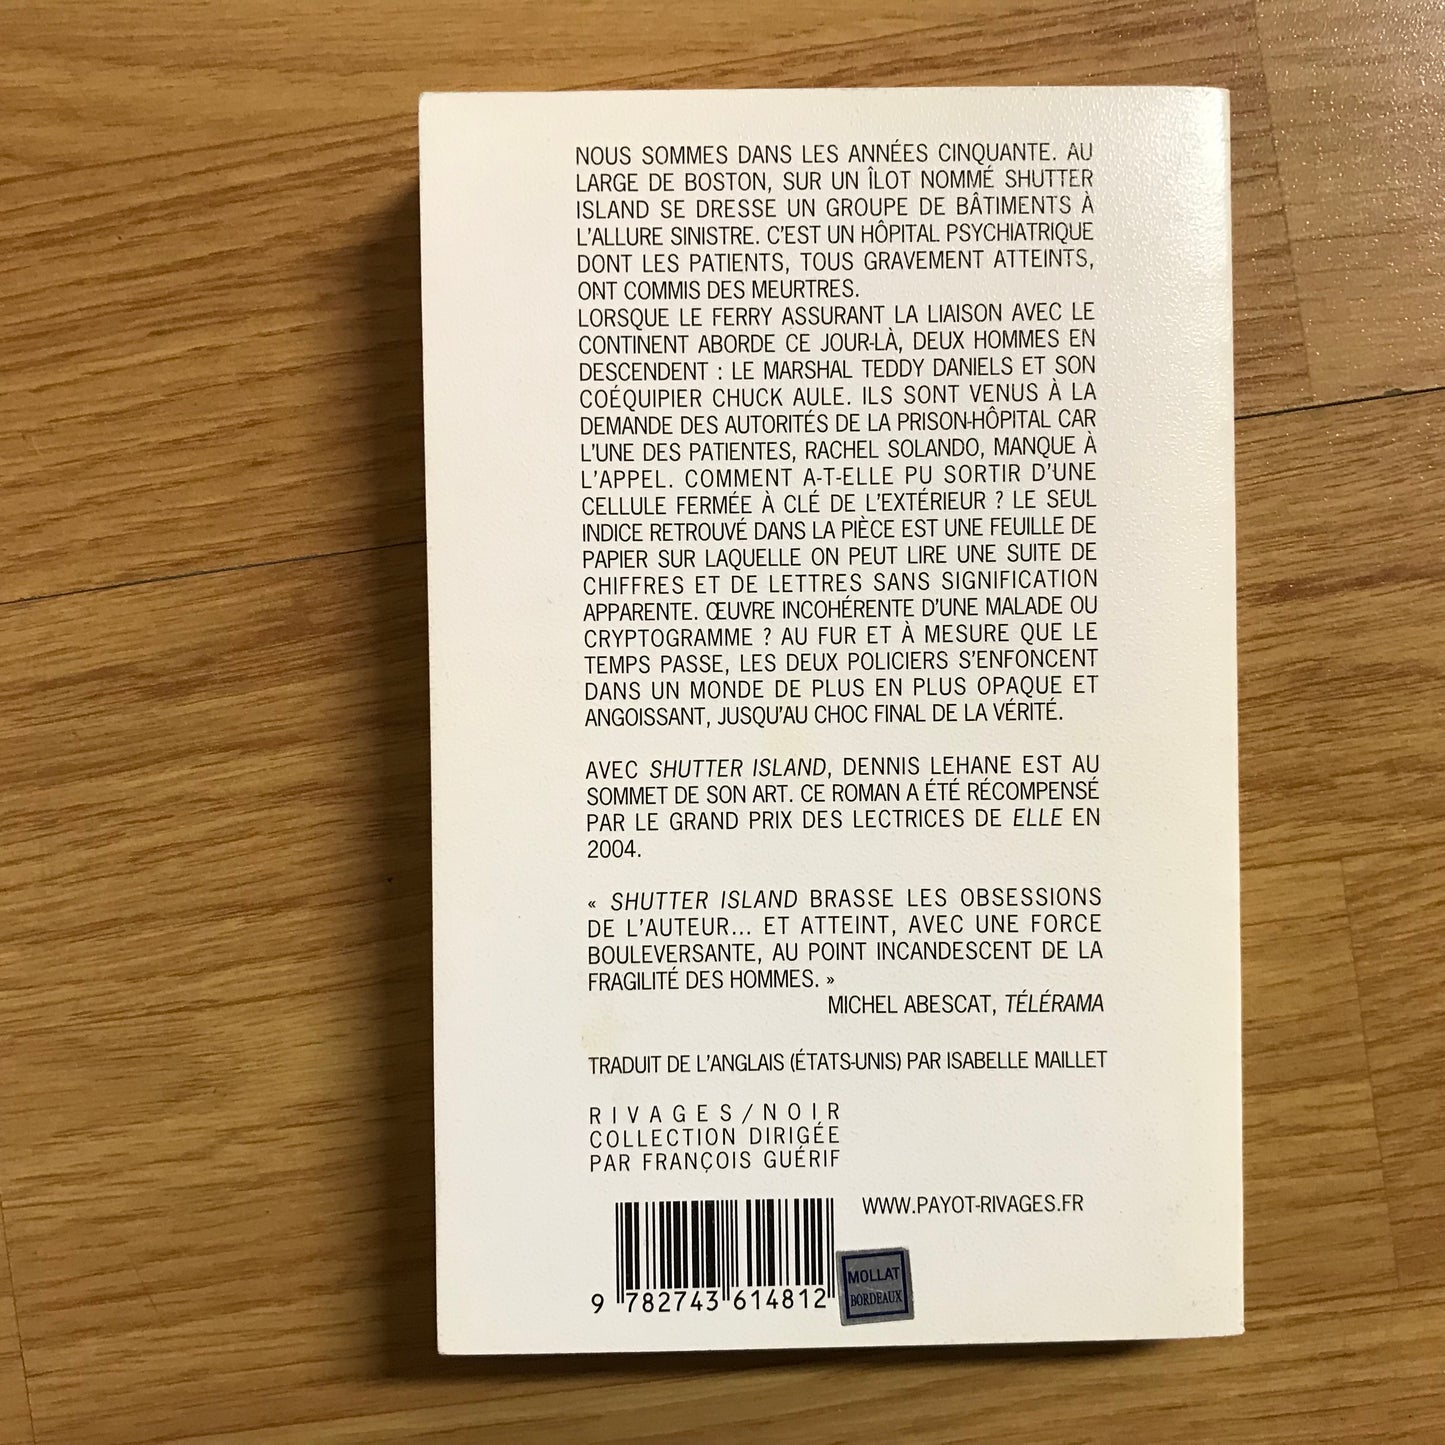 NOUS SOMMES DANS LES ANNÉES CINQUANTE. AU
LARGE DE BOSTON, SUR UN ÎLOT NOMMÉ SHUTTER
ISLAND SE DRESSE UN GROUPE DE BÂTIMENTS À
L'ALLURE SINISTRE. C'EST UN HÔPITAL PSYCHIATRIQUE
DONT LES PATIENTS, TOUS GRAVEMENT ATTEINTS,
ONT COMMIS DES MEURTRES.
LORSQUE LE FERRY ASSURANT LA LIAISON AVEC LE
CONTINENT ABORDE CE JOUR-LÀ, DEUX HOMMES EN
DESCENDENT : LE MARSHAL TEDDY DANIELS ET SON
COÉQUIPIER CHUCK AULE. ILS SONT VENUS À LA
DEMANDE DES AUTORITÉS DE LA PRISON-HÔPITAL CAR
L'UNE DES PATIENTES, RACHEL SOLANDO, MANQUE À
L'APPEL. COMMENT A-T-ELLE PU SORTIR D'UNE
CELLULE FERMÉE À CLÉ DE L'EXTÉRIEUR ? LE SEUL
INDICE RETROUVÉ DANS LA PIÈCE EST UNE FEUILLE DE
PAPIER SUR LAQUELLE ON PEUT LIRE UNE SUITE DE
CHIFFRES ET DE LETTRES SANS SIGNIFICATION
APPARENTE. ŒUVRE INCOHÉRENTE D'UNE MALADE OU
CRYPTOGRAMME ? AU FUR ET À MESURE QUE LE
TEMPS PASSE, LES DEUX POLICIERS S'ENFONCENT
DANS UN MONDE DE PLUS EN PLUS OPAQUE ET
ANGOISSANT, JUSQU'AU CHOC FINAL DE LA VÉRITÉ.
AVEC SHUTTER ISLAND, DENNIS LEHANE EST AU
SOMMET DE SON ART. CE ROMAN A ÉTÉ RÉCOMPENSÉ
PAR LE GRAND PRIX DES LECTRICES DE ELLE EN
2004.
« SHUTTER ISLAND BRASSE LES OBSESSIONS
DE L'AUTEUR... ET ATTEINT, AVEC UNE FORCE
BOULEVERSANTE, AU POINT INCANDESCENT DE LA
FRAGILITÉ DES HOMMES. »
MICHEL ABESCAT, TÉLÉRAMA
TRADUIT DE L'ANGLAIS (ÉTATS-UNIS) PAR ISABELLE MAILLET
RIVAGES/NOIR
COLLECTION DIRIGÉE
PAR FRANÇOIS GUÉRIF
WWW.PAYOT-RIVAGES.FR
9 782743 614812
MOLLAT
BORDEAUX